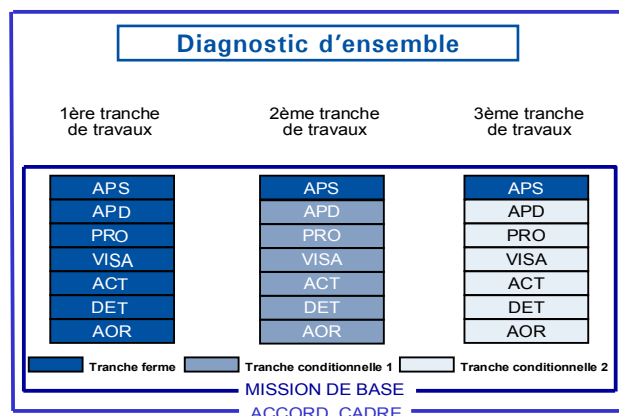 Diagnostic d'ensemble
1ère tranche
de travaux
2ème tranche
de travaux
3ème tranche
de travaux
APS
APD
PRO
VISA
ACT
DET
AOR
APS
APD
PRO
VISA
ACT
DET
AOR
APS
APD
PRO
VISA
ACT
DET
AOR
Tranche ferme
Tranche conditionnelle 1
Tranche conditionnelle 2
MISSION DE BASE
ACCORD CADRE